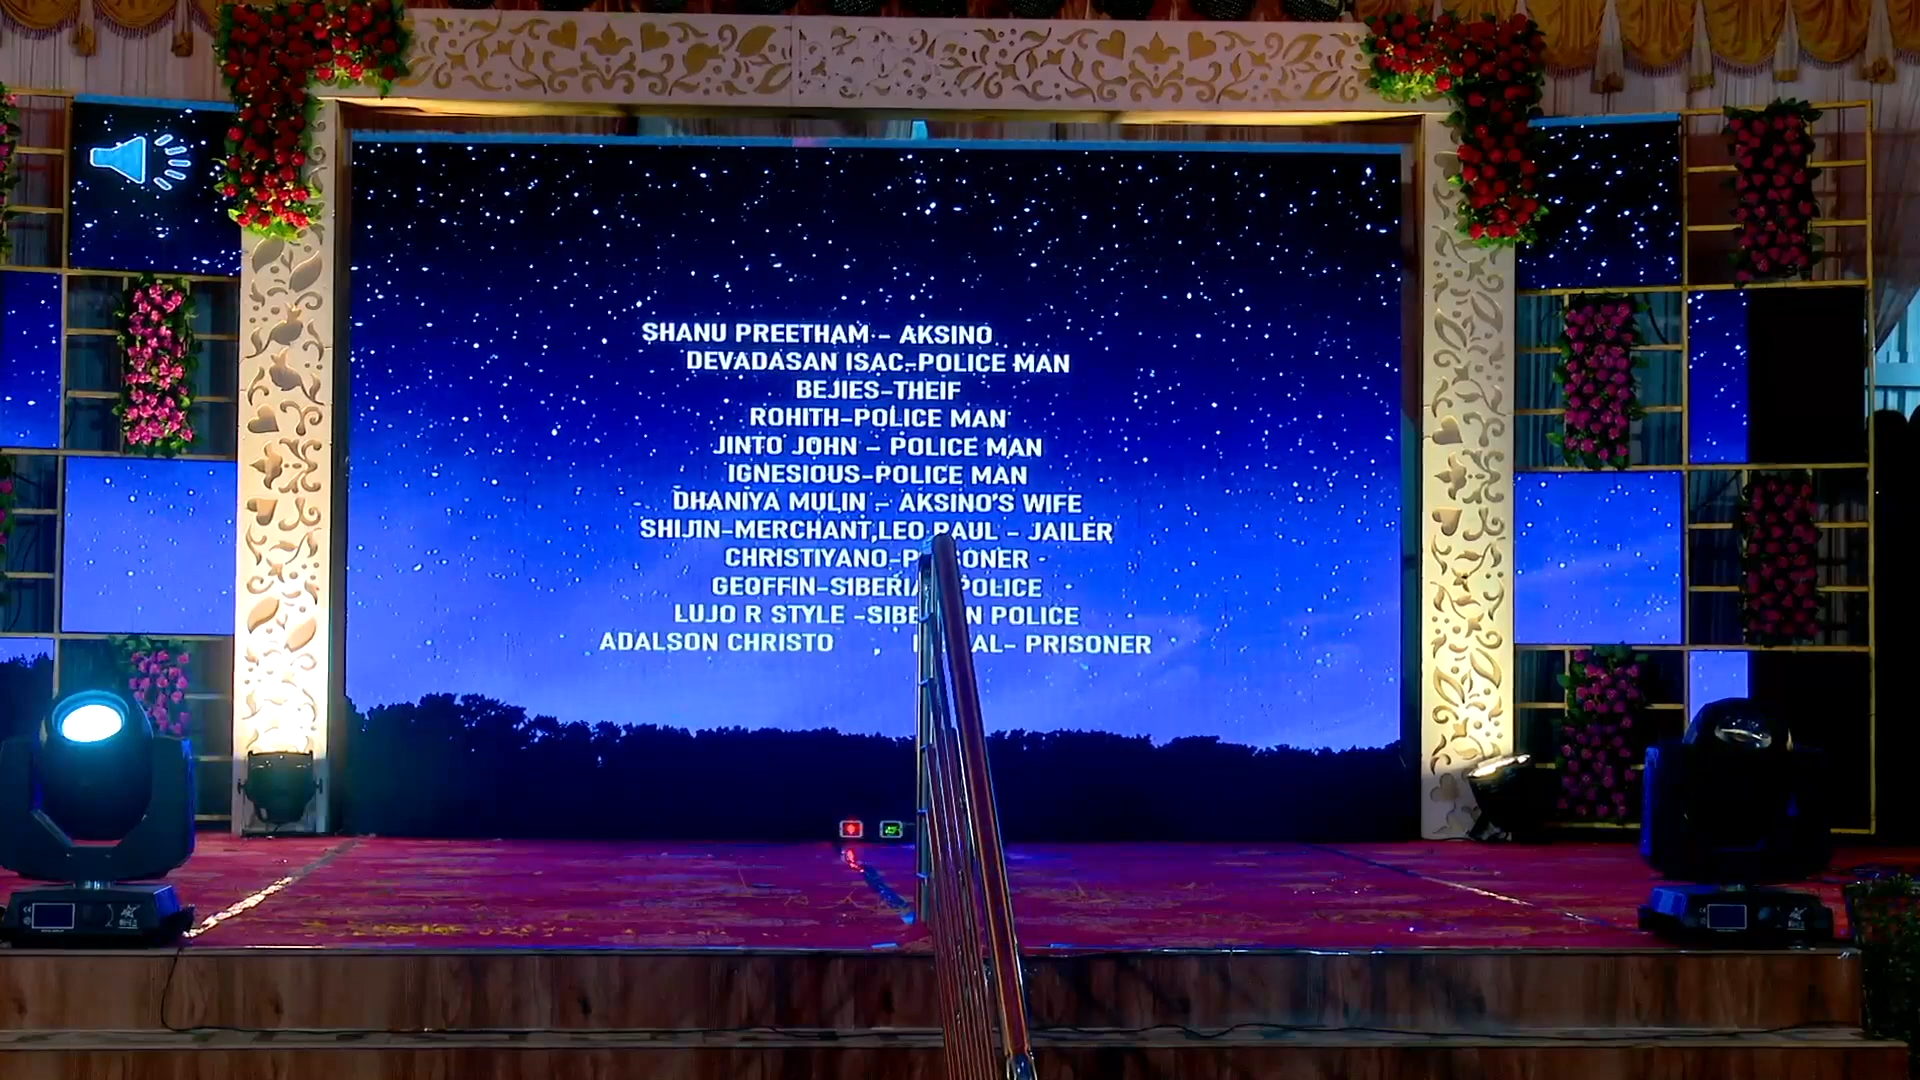 SHANU PREETHAM - AKSINO
DEVADASAN ISAC-POLICE MAN
BEJIES-THEIF
ROHITH-POLICE MAN
JINTO JOHN - POLICE MAN
IGNESIOUS-POLICE MAN
DHANIYA MULIN - AKSINO'S WIFE
SHIJIN-MERCHANT,LEO PAUL - JAILER
CHRISTIYANO-
GEOFFIN- POLICE
LUJO R STYLE - POLICE
ADALSON CHRISTO , - PRISONER